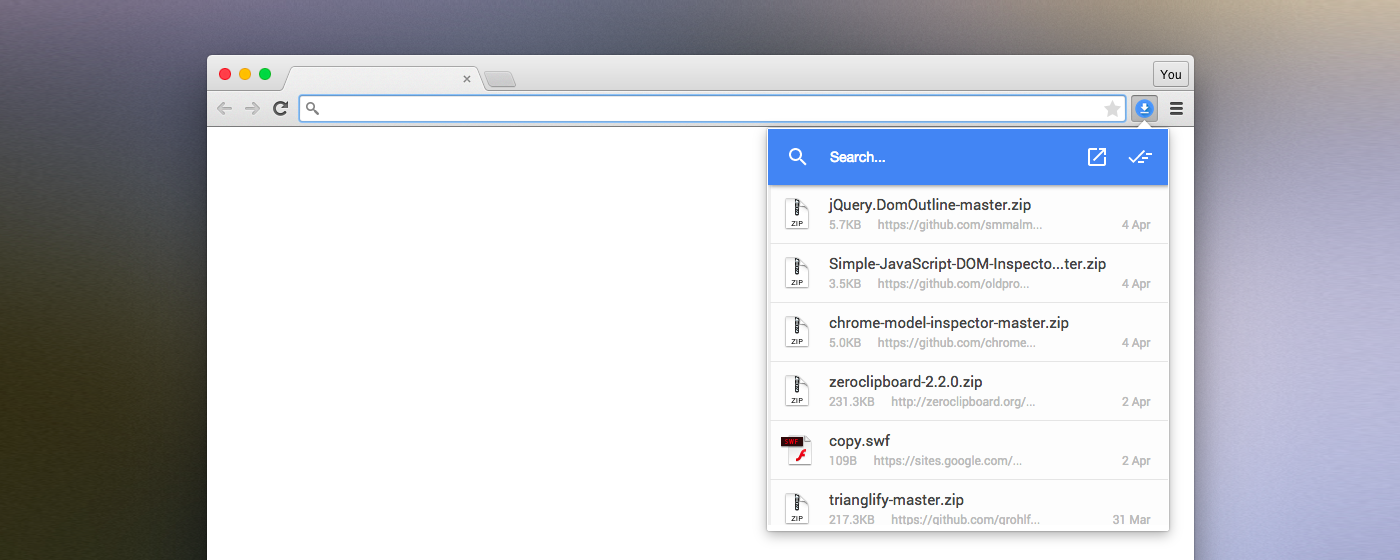 You
Search...
jQuery.DomOutline-master.zip
ZIP
5.7KB https://github.com/smmalm... 4 Apr
Simple-JavaScript-DOM-Inspecto...ter.zip
ZIP
3.5KB https://github.com/oldpro... 4 Apr
chrome-model-inspector-master.zip
ZIP
5.0KB https://github.com/chrome... 4 Apr
zeroclipboard-2.2.0.zip
ZIP
231.3KB http://zeroclipboard.org/... 2 Apr
copy.swf
SWF
109B https://sites.google.com/... 2 Apr
trianglify-master.zip
ZIP
217.3KB https://github.com/qrohlf... 31 Mar